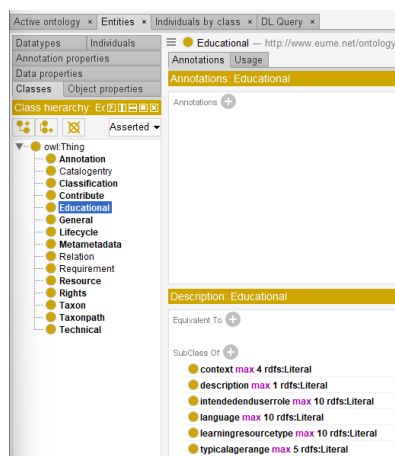 Active ontology × Entities × Individuals by class × DL Query ×
Datatypes Individuals
Annotation properties
Data properties
Classes Object properties
Class hierarchy: Ec
Asserted
owl:Thing
Annotation
Catalogentry
Classification
Contribute
Educational
General
Lifecycle
Metametadata
Relation
Requirement
Resource
Rights
Taxon
Taxonpath
Technical
Educational — http://www.eume.net/ontology
Annotations Usage
Annotations: Educational
Annotations
Description: Educational
Equivalent To
SubClass Of
context max 4 rdfs:Literal
description max 1 rdfs:Literal
intendedenduserrole max 10 rdfs:Literal
language max 10 rdfs:Literal
learningresourcetype max 10 rdfs:Literal
typicalagerange max 5 rdfs:Literal